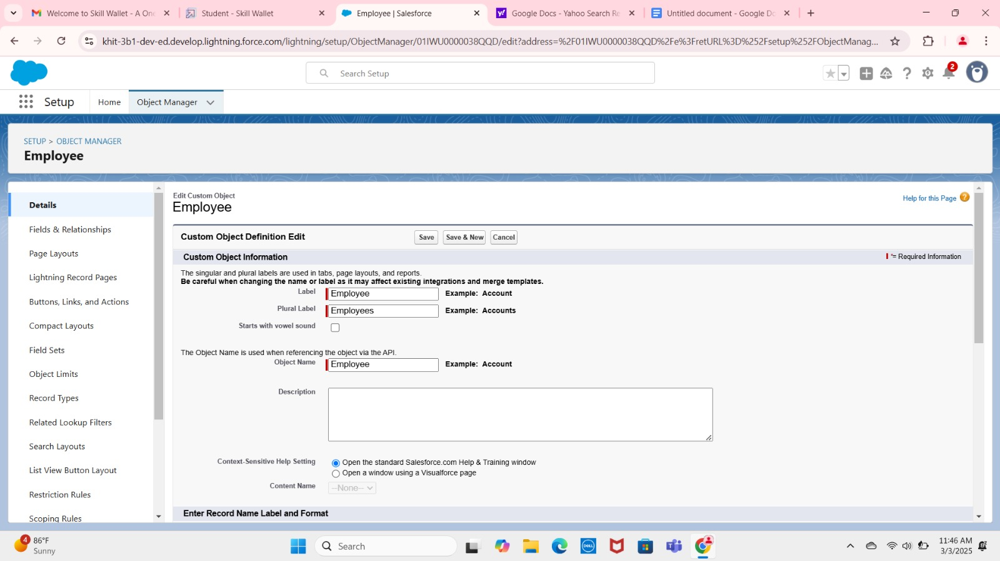 Welcome to Skill Wallet - A One
Student - Skill Wallet
Employee | Salesforce
Google Docs - Yahoo Search Re
Untitled document - Google Do
khit-3b1-dev-ed.develop.lightning.force.com/lightning/setup/ObjectManager/01IWU0000038QQD/edit?address=%2F01IWU0000038QQD%2Fe%3FretURL%3D%252Fsetup%252FObjectManag...
Search Setup
2
Setup
Home
Object Manager
SETUP > OBJECT MANAGER
Employee
Details
Fields & Relationships
Page Layouts
Lightning Record Pages
Buttons, Links, and Actions
Compact Layouts
Field Sets
Object Limits
Record Types
Related Lookup Filters
Search Layouts
List View Button Layout
Restriction Rules
Scoping Rules
Edit Custom Object
Employee
Help for this Page
Custom Object Definition Edit
Save
Save & New
Cancel
Custom Object Information
*= Required Information
The singular and plural labels are used in tabs, page layouts, and reports.
Be careful when changing the name or label as it may affect existing integrations and merge templates.
Label Employee Example: Account
Plural Label Employees Example: Accounts
Starts with vowel sound
The Object Name is used when referencing the object via the API.
Object Name Employee Example: Account
Description
Context-Sensitive Help Setting Open the standard Salesforce.com Help & Training window
Open a window using a Visualforce page
Content Name --None--
Enter Record Name Label and Format
4
86°F
Sunny
Search
DELL
11:46 AM
3/3/2025